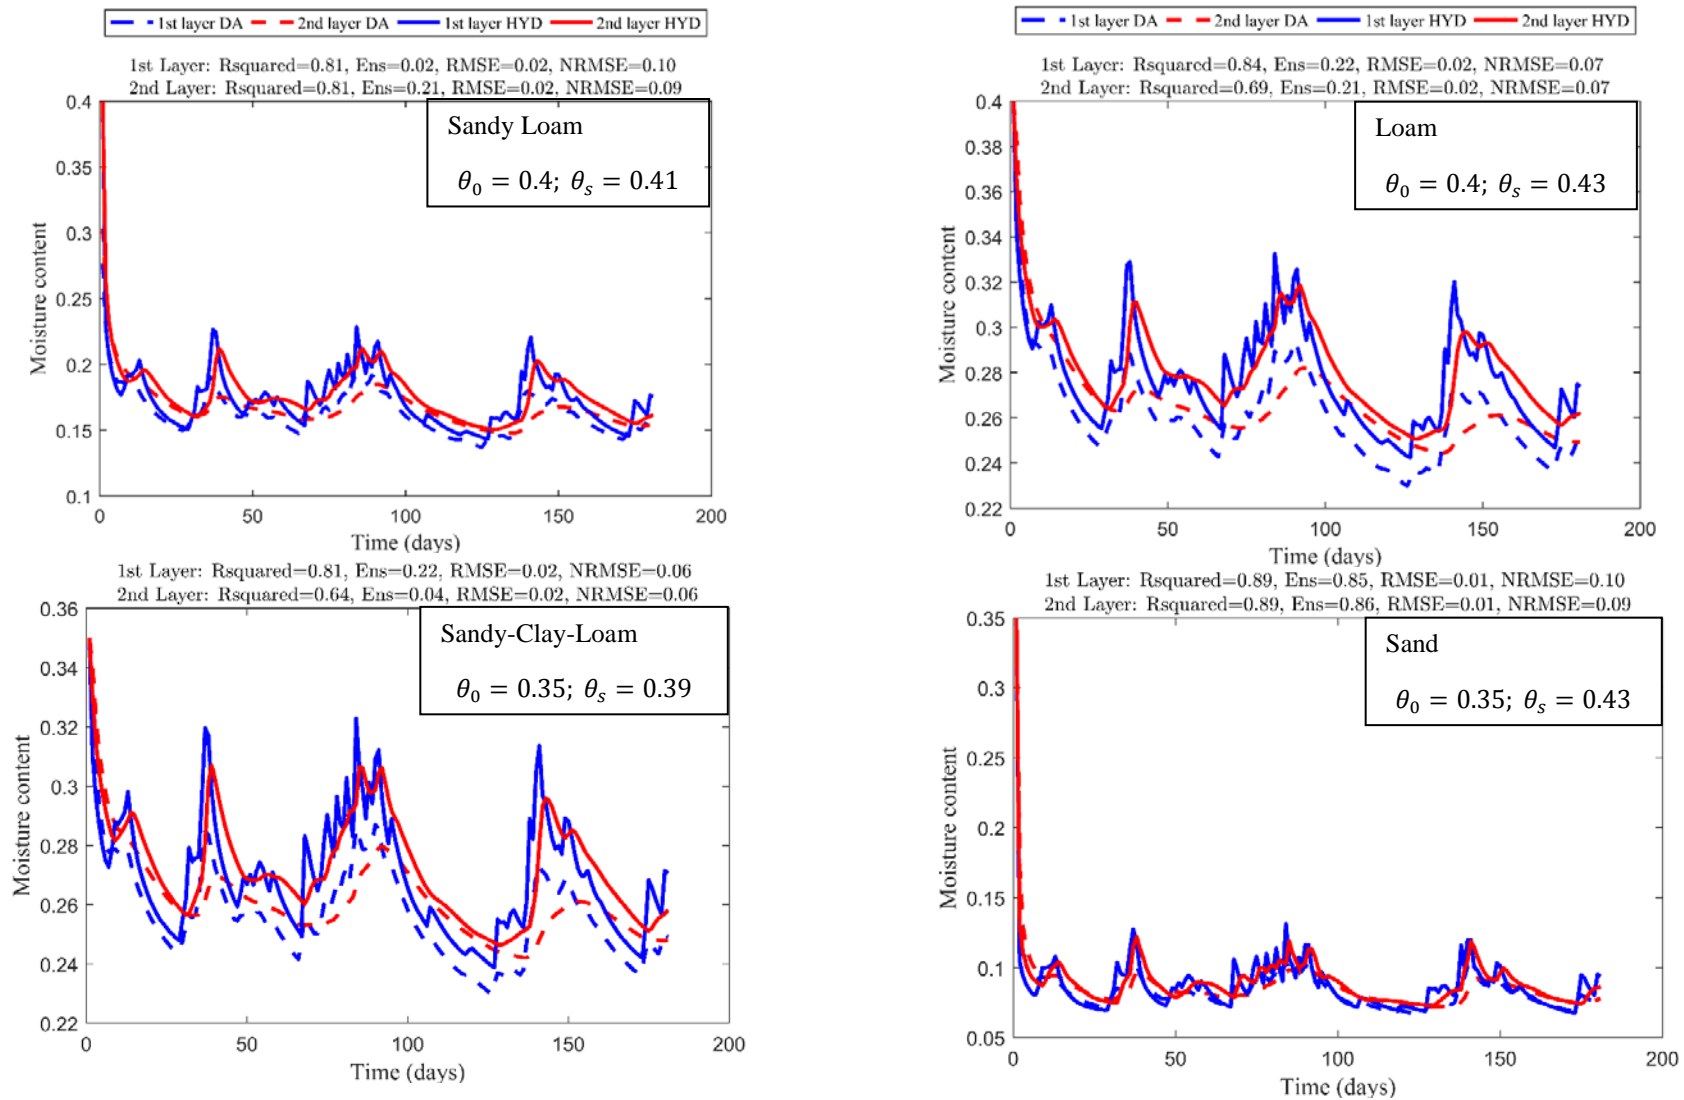 1st layer DA 2nd layer DA 1st layer HYD 2nd layer HYD
1st Layer: Rsquared=0.81, Ens=0.02, RMSE=0.02, NRMSE=0.10
2nd Layer: Rsquared=0.81, Ens=0.21, RMSE=0.02, NRMSE=0.09
Sandy Loam
θ₀ = 0.4; θₛ = 0.41
Moisture content
0.4
0.35
0.3
0.25
0.2
0.15
0.1
0 50 100 150 200
Time (days)
1st layer DA 2nd layer DA 1st layer HYD 2nd layer HYD
1st Layer: Rsquared=0.84, Ens=0.22, RMSE=0.02, NRMSE=0.07
2nd Layer: Rsquared=0.69, Ens=0.21, RMSE=0.02, NRMSE=0.07
Loam
θ₀ = 0.4; θₛ = 0.43
Moisture content
0.4
0.38
0.36
0.34
0.32
0.3
0.28
0.26
0.24
0.22
0 50 100 150 200
Time (days)
1st Layer: Rsquared=0.81, Ens=0.22, RMSE=0.02, NRMSE=0.06
2nd Layer: Rsquared=0.64, Ens=0.04, RMSE=0.02, NRMSE=0.06
Sandy-Clay-Loam
θ₀ = 0.35; θₛ = 0.39
Moisture content
0.36
0.34
0.32
0.3
0.28
0.26
0.24
0.22
0 50 100 150 200
Time (days)
1st Layer: Rsquared=0.89, Ens=0.85, RMSE=0.01, NRMSE=0.10
2nd Layer: Rsquared=0.89, Ens=0.86, RMSE=0.01, NRMSE=0.09
Sand
θ₀ = 0.35; θₛ = 0.43
Moisture content
0.35
0.3
0.25
0.2
0.15
0.1
0.05
0 50 100 150 200
Time (days)